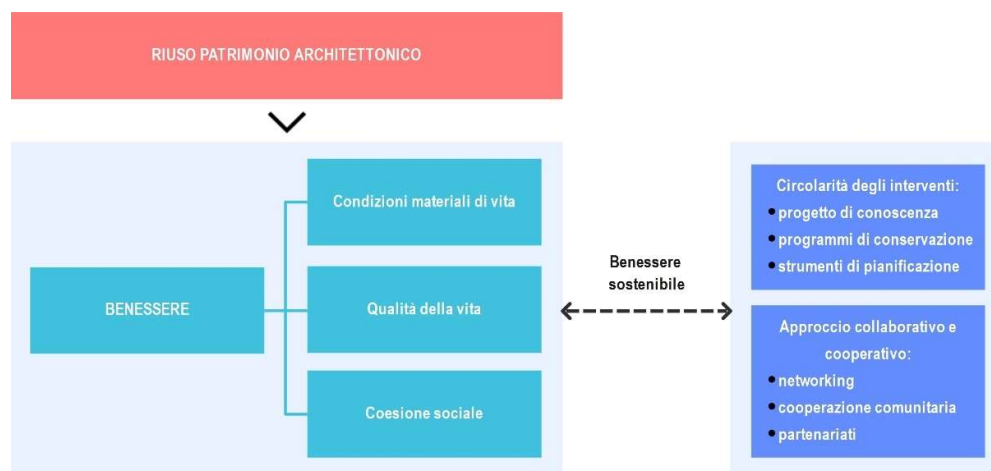 RIUSO PATRIMONIO ARCHITETTONICO
BENESSERE
Condizioni materiali di vita
Qualità della vita
Coesione sociale
Benessere
sostenibile
Circolarità degli interventi:
• progetto di conoscenza
• programmi di conservazione
• strumenti di pianificazione
Approccio collaborativo e
cooperativo:
• networking
• cooperazione comunitaria
• partenariati